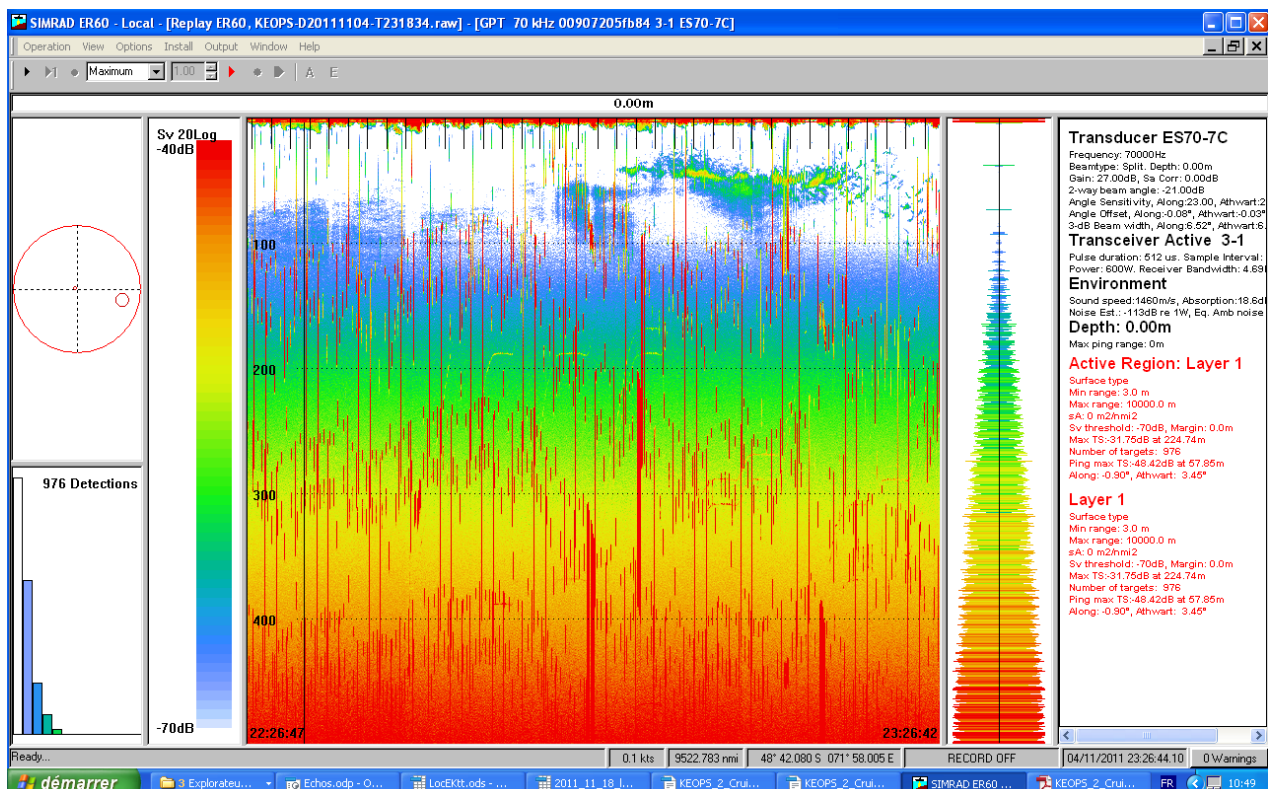 SIMRAD ER60 - Local - [Replay ER60, KEOPS-D20111104-T231834.raw] - [GPT  70 kHz 00907205fb84 3-1 ES70-7C]
Operation View Options Install Output Window Help
Maximum 1.00 A E
0.00m
Sv 20Log
-40dB
-70dB
976 Detections
100
200
300
400
22:26:47
23:26:42
Transducer ES70-7C
Frequency: 70000Hz
Beamtype: Split. Depth: 0.00m
Gain: 27.00dB, Sa Corr: 0.00dB
2-way beam angle: -21.00dB
Angle Sensitivity, Along:23.00, Athwart:2
Angle Offset, Along:-0.08°, Athwart:-0.03°
3-dB Beam width, Along:6.52°, Athwart:6.
Transceiver Active 3-1
Pulse duration: 512 us. Sample Interval:
Power: 600W. Receiver Bandwidth: 4.69
Environment
Sound speed:1460m/s, Absorption:18.6d
Noise Est.: -113dB re 1W, Eq. Amb noise
Depth: 0.00m
Max ping range: 0m
Active Region: Layer 1
Surface type
Min range: 3.0 m
Max range: 10000.0 m
sA: 0 m2/nmi2
Sv threshold: -70dB, Margin: 0.0m
Max TS:-31.75dB at 224.74m
Number of targets: 976
Ping max TS:-48.42dB at 57.85m
Along: -0.90°, Athwart: 3.45°
Layer 1
Surface type
Min range: 3.0 m
Max range: 10000.0 m
sA: 0 m2/nmi2
Sv threshold: -70dB, Margin: 0.0m
Max TS:-31.75dB at 224.74m
Number of targets: 976
Ping max TS:-48.42dB at 57.85m
Along: -0.90°, Athwart: 3.45°
Ready... 0.1 kts 9522.783 nmi 48° 42.080 S 071° 58.005 E RECORD OFF 04/11/2011 23:26:44.10 0 Warnings
démarrer 3 Explorateu... Echos.odp - O... LocEKtt.ods - ... 2011_11_18_l... KEOPS_2_Crui... KEOPS_2_Crui... SIMRAD ER60 ... KEOPS_2_Crui... FR 10:49